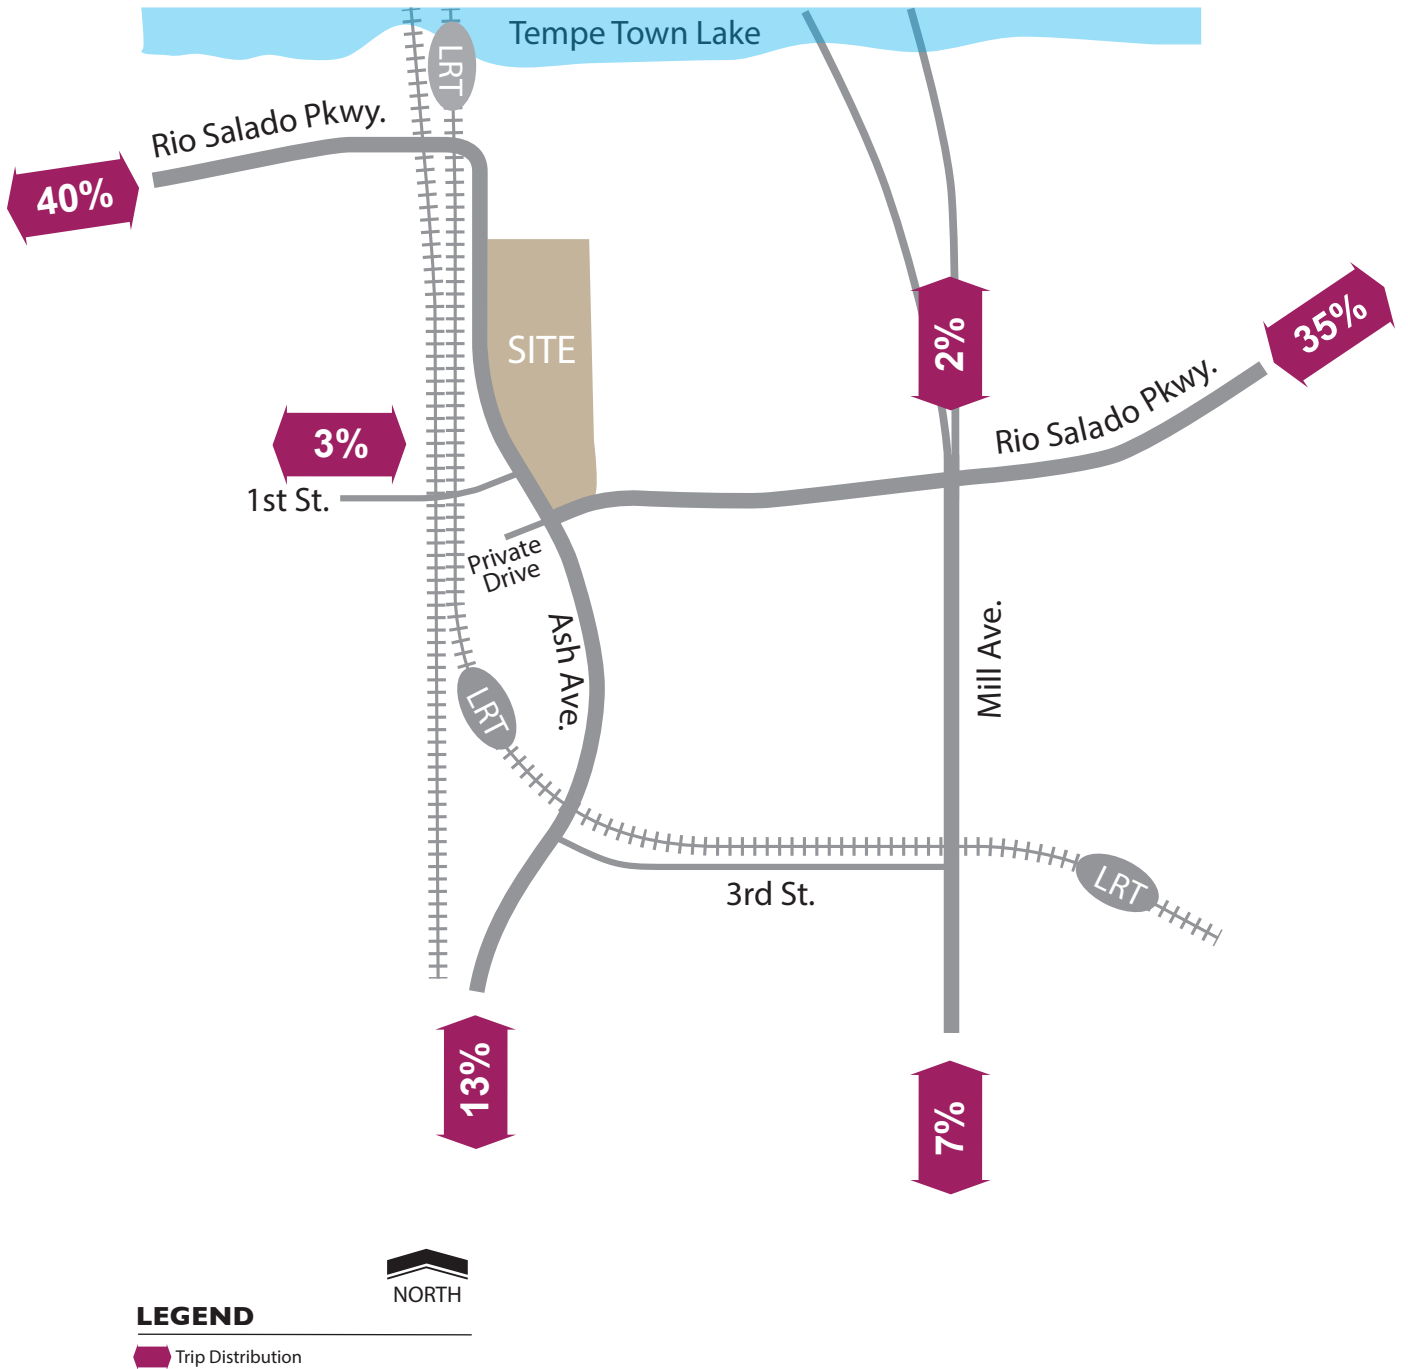 Tempe Town Lake
LRT
Rio Salado Pkwy.
40%
35%
2%
SITE
Rio Salado Pkwy.
3%
1st St.
Private
Drive
Ash Ave.
Mill Ave.
LRT
LRT
3rd St.
13%
7%
NORTH
LEGEND
Trip Distribution